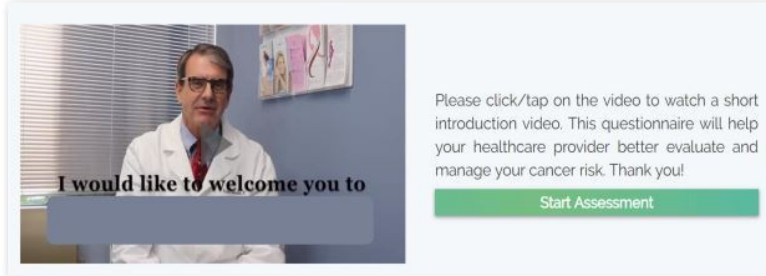 I would like to welcome you to
Please click/tap on the video to watch a short
introduction video. This questionnaire will help
your healthcare provider better evaluate and
manage your cancer risk. Thank you!
Start Assessment